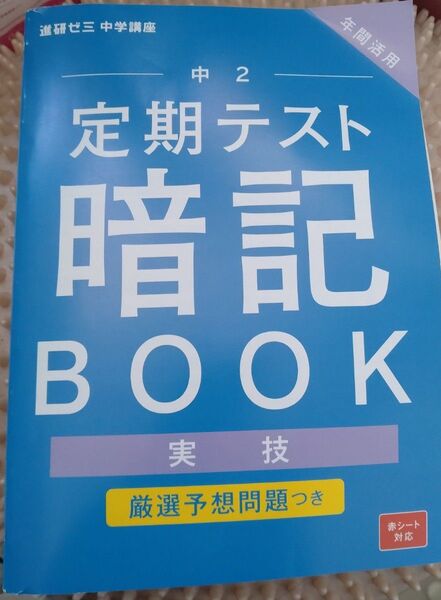 進研ゼミ 中学講座
年間活用
中 2
定期テスト
暗記
BOOK
実技
厳選予想問題つき
赤シート
対応